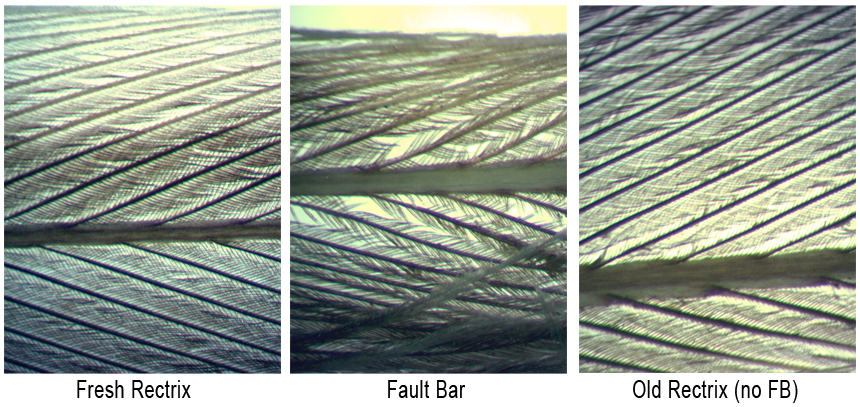 Fresh Rectrix
Fault Bar
Old Rectrix (no FB)